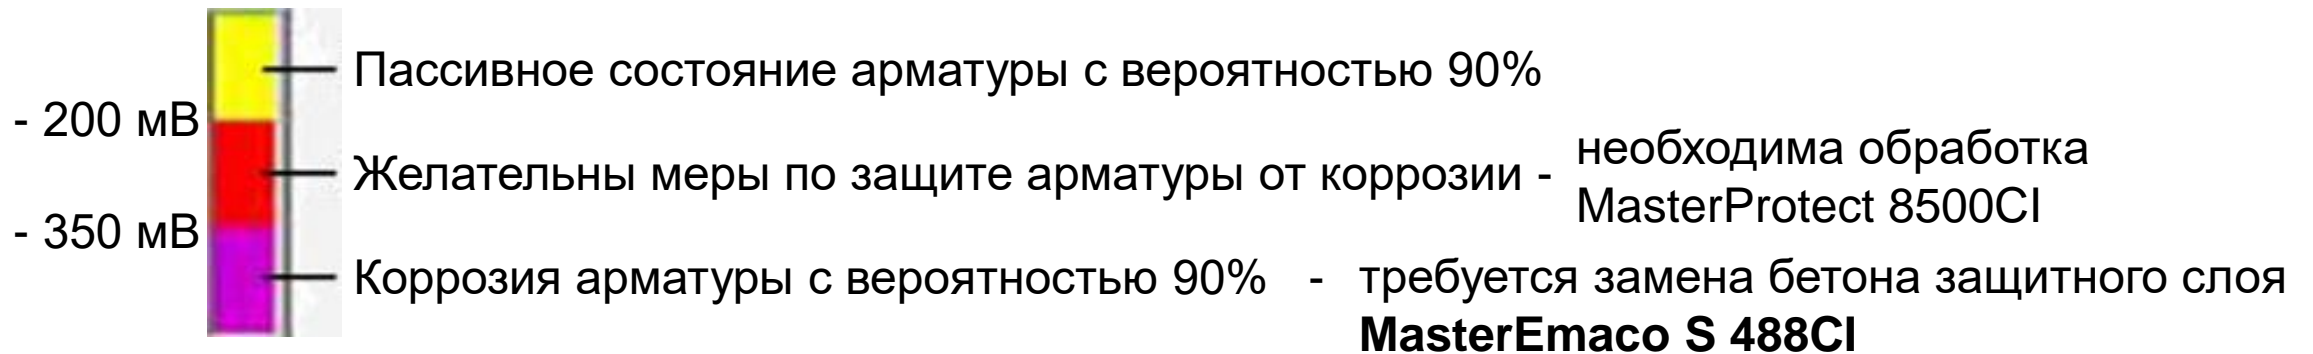 Пассивное состояние арматуры с вероятностью 90%
- 200 мВ
необходима обработка
Желательны меры по защите арматуры от коррозии -
MasterProtect 8500CI
- 350 мВ
Коррозия арматуры с вероятностью 90% - требуется замена бетона защитного слоя
MasterEmaco S 488CI